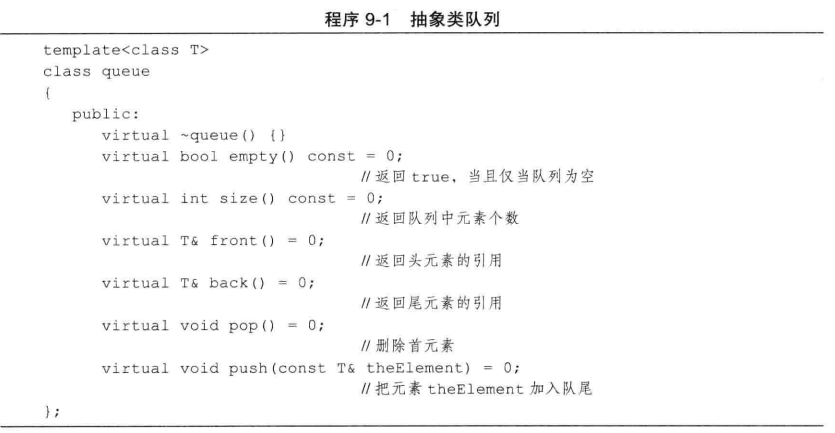 程序 9-1 抽象类队列
template<class T>
class queue
{
public:
virtual ~queue() {}
virtual bool empty() const = 0;
//返回 true，当且仅当队列为空
virtual int size() const = 0;
//返回队列中元素个数
virtual T& front() = 0;
//返回头元素的引用
virtual T& back() = 0;
//返回尾元素的引用
virtual void pop() = 0;
//删除首元素
virtual void push(const T& theElement) = 0;
//把元素 theElement 加入队尾
};